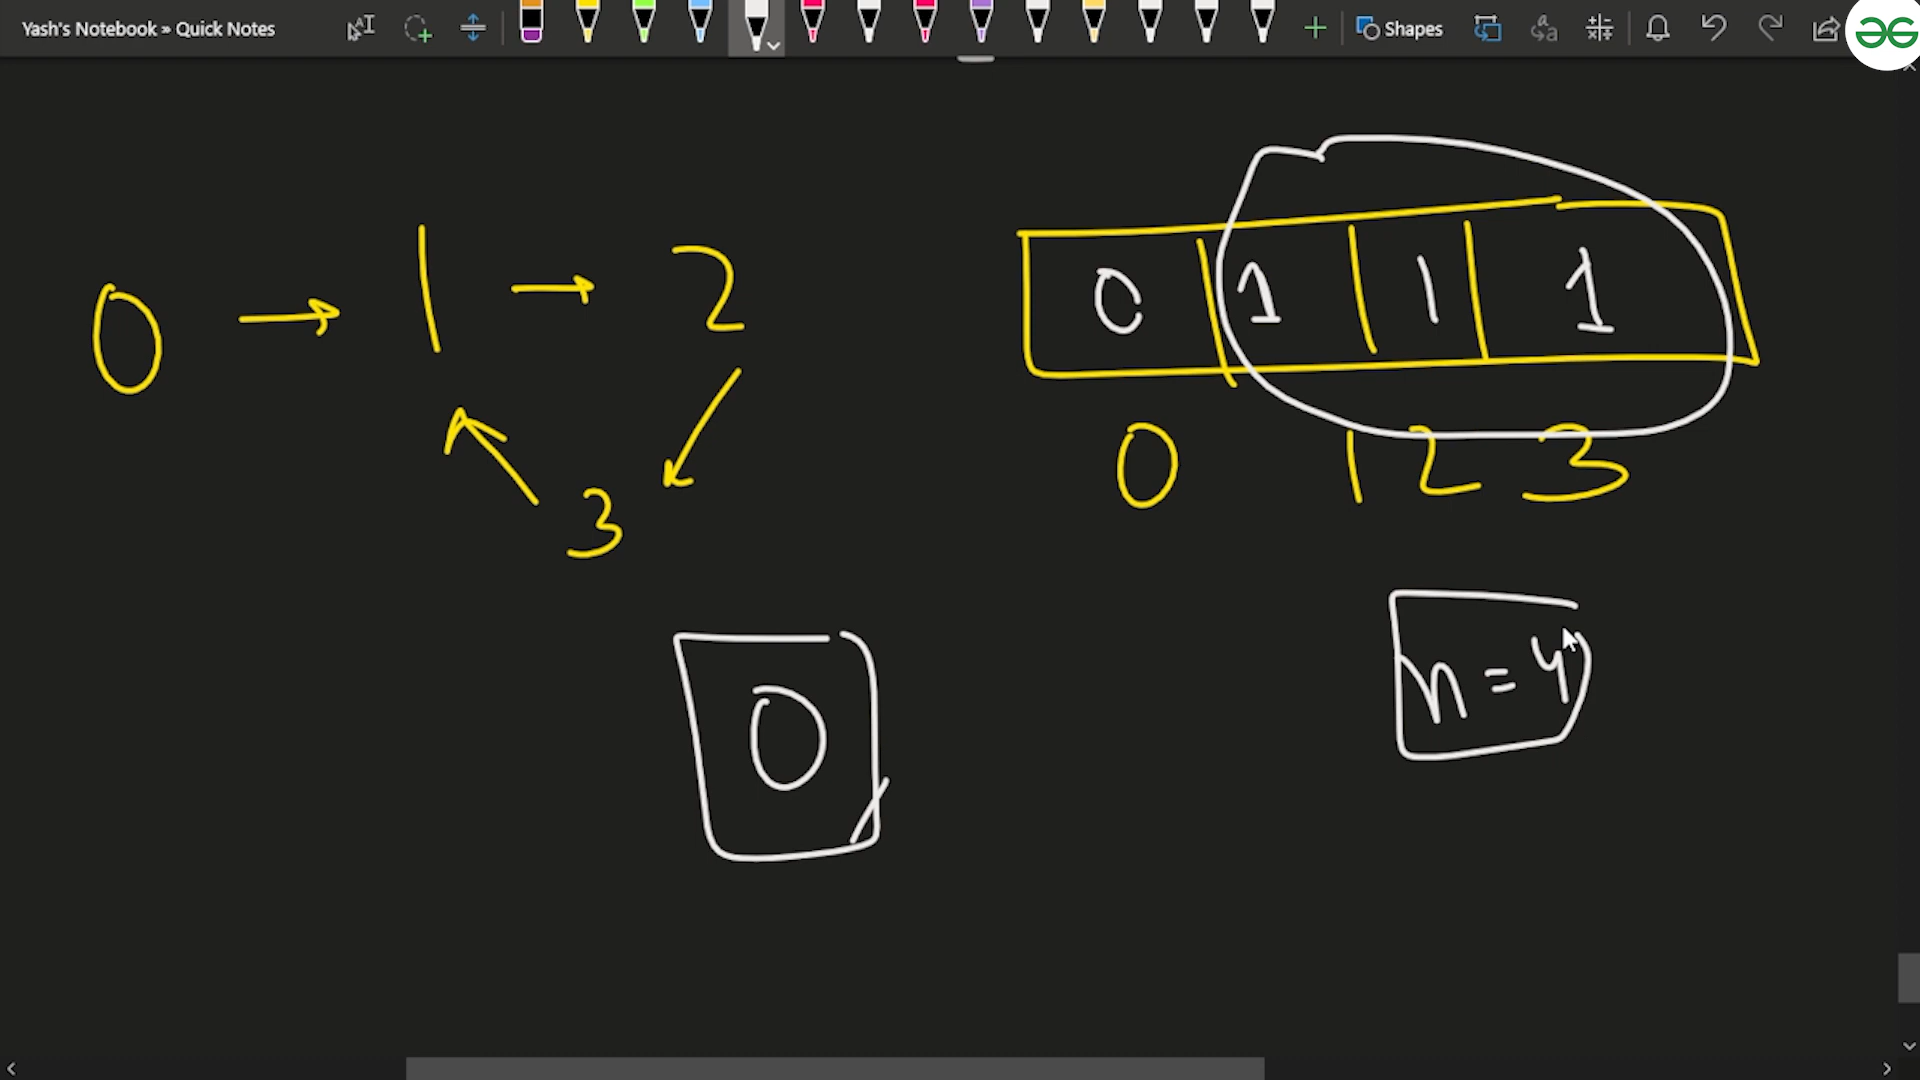 Yash's Notebook » Quick Notes
Shapes
0 → 1 → 2
3
0 1 1 1
0 1 2 3
0
n = 4